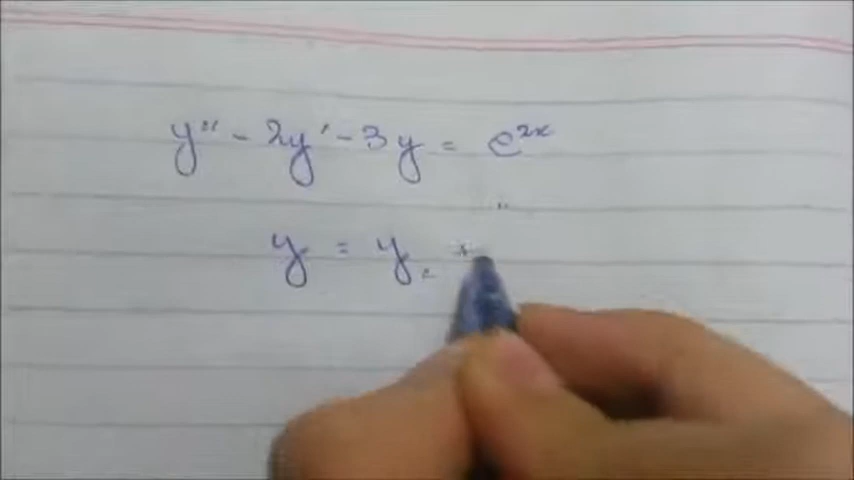 y'' - 2y' - 3y = e^{2x}
y = y_c +